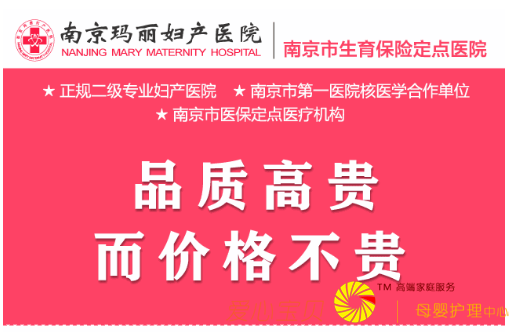 南京玛丽妇产医院
NANJING MARY MATERNITY HOSPITAL
南京市生育保险定点医院
★ 正规二级专业妇产医院 ★ 南京市第一医院核医学合作单位
★ 南京市医保定点医疗机构
品质高贵
而价格不贵
TM 高端家庭服务
母婴护理中心